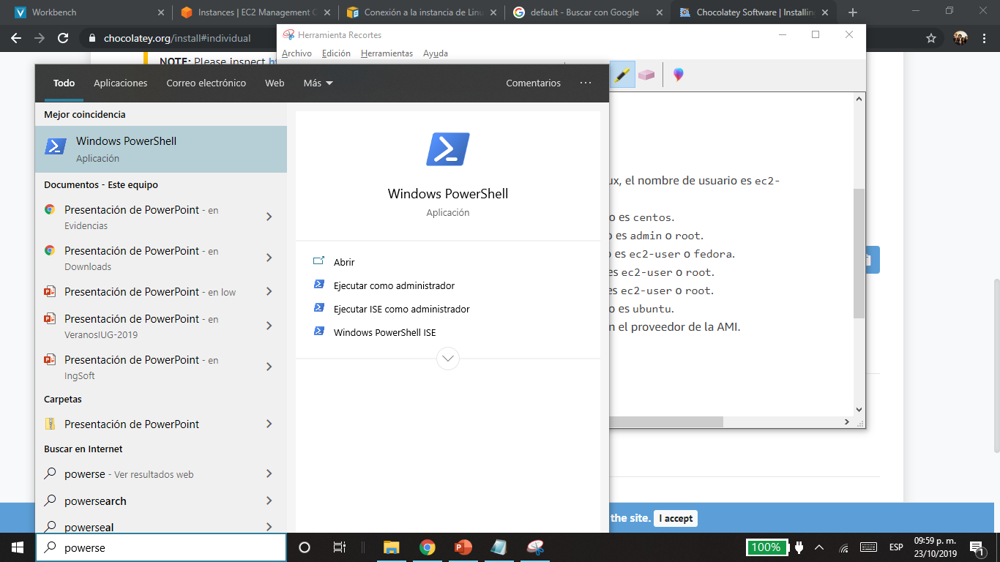 Workbench
Instances | EC2 Management C
Conexión a la instancia de Linu
default - Buscar con Google
Chocolatey Software | Installin
chocolatey.org/install#individual
Herramienta Recortes
Archivo Edición Herramientas Ayuda
NOTE: Please inspect
Todo Aplicaciones Correo electrónico Web Más Comentarios
Mejor coincidencia
Windows PowerShell
Aplicación
Documentos - Este equipo
Presentación de PowerPoint - en
Evidencias
Presentación de PowerPoint - en
Downloads
Presentación de PowerPoint - en low
Presentación de PowerPoint - en
VeranosIUG-2019
Presentación de PowerPoint - en
IngSoft
Carpetas
Presentación de PowerPoint
Buscar en Internet
powerse - Ver resultados web
powersearch
powerseal
powerse
Windows PowerShell
Aplicación
Abrir
Ejecutar como administrador
Ejecutar ISE como administrador
Windows PowerShell ISE
ux, el nombre de usuario es ec2-
o es centos.
o es admin o root.
o es ec2-user o fedora.
es ec2-user o root.
es ec2-user o root.
o es ubuntu.
n el proveedor de la AMI.
the site. I accept
100%
ESP
09:59 p. m.
23/10/2019
1